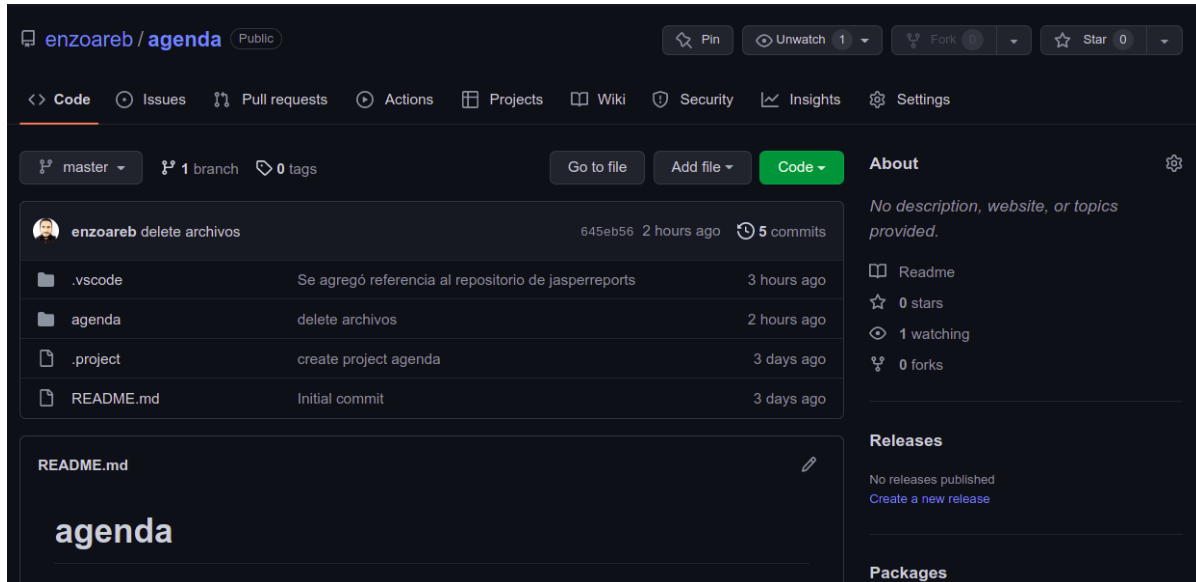 enzoareb / agenda Public
Pin
Unwatch 1
Fork 0
Star 0
Code
Issues
Pull requests
Actions
Projects
Wiki
Security
Insights
Settings
master
1 branch
0 tags
Go to file
Add file
Code
enzoareb delete archivos 645eb56 2 hours ago 5 commits
.vscode Se agregó referencia al repositorio de jasperreports 3 hours ago
agenda delete archivos 2 hours ago
.project create project agenda 3 days ago
README.md Initial commit 3 days ago
README.md
agenda
About
No description, website, or topics
provided.
Readme
0 stars
1 watching
0 forks
Releases
No releases published
Create a new release
Packages